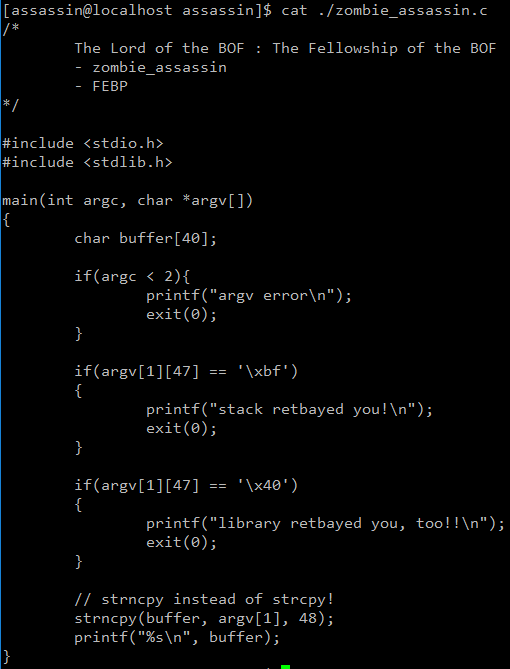 [assassin@localhost assassin]$ cat ./zombie_assassin.c
/*
        The Lord of the BOF : The Fellowship of the BOF
        - zombie_assassin
        - FEBP
*/

#include <stdio.h>
#include <stdlib.h>

main(int argc, char *argv[])
{
        char buffer[40];

        if(argc < 2){
                printf("argv error\n");
                exit(0);
        }

        if(argv[1][47] == '\xbf')
        {
                printf("stack retbayed you!\n");
                exit(0);
        }

        if(argv[1][47] == '\x40')
        {
                printf("library retbayed you, too!!\n");
                exit(0);
        }

        // strncpy instead of strcpy!
        strncpy(buffer, argv[1], 48);
        printf("%s\n", buffer);
}